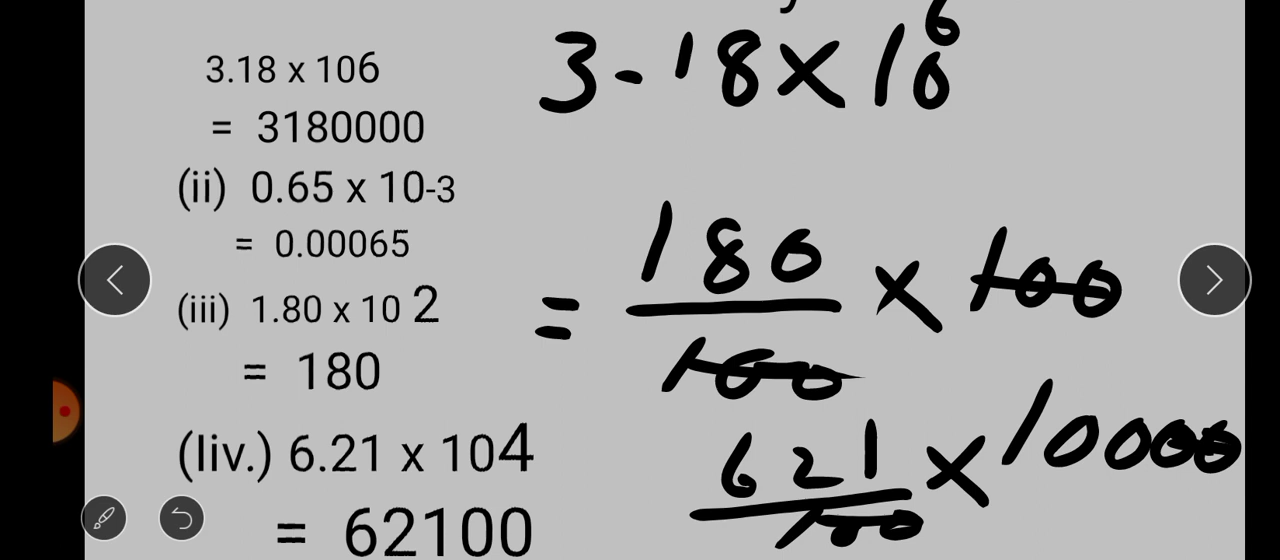 3.18 x 106
= 3180000
(ii) 0.65 x 10-3
= 0.00065
(iii) 1.80 x 10 2
= 180
(liv.) 6.21 x 104
= 62100
3-18×10⁶
= 180/100 × 100
621/100 × 10000